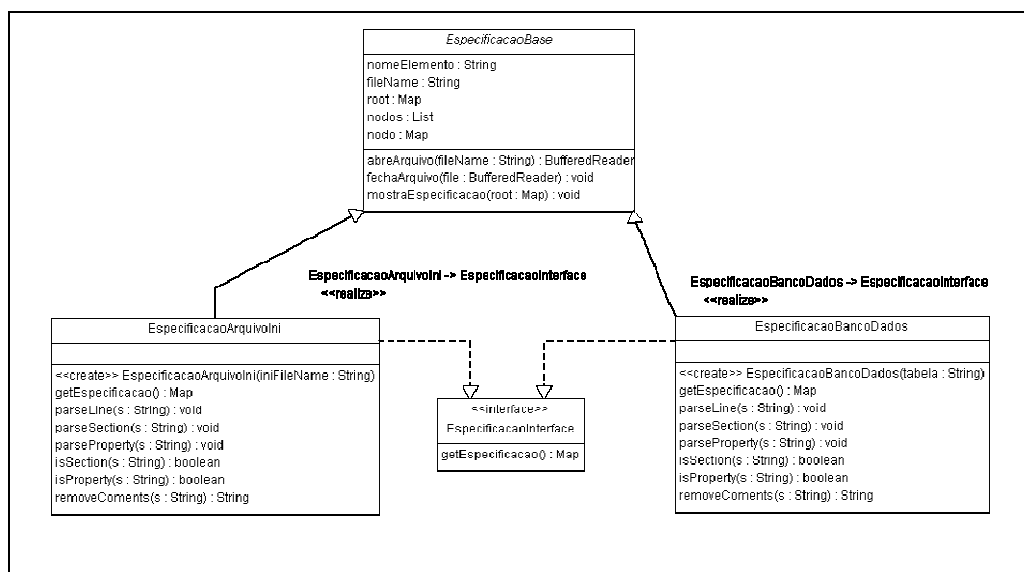 EspecificacaoBase
nomeElemento : String
fileName : String
root : Map
nodos : List
nodo : Map
abreArquivo(fileName : String) : BufferedReader
fechaArquivo(file : BufferedReader) : void
mostraEspecificacao(root : Map) : void
EspecificacaoArquivoIni -> EspecificacaoInterface
<<realize>>
EspecificacaoBancoDados -> EspecificacaoInterface
<<realize>>
EspecificacaoArquivoIni
<<create>> EspecificacaoArquivoIni(iniFileName : String)
getEspecificacao() : Map
parseLine(s : String) : void
parseSection(s : String) : void
parseProperty(s : String) : void
isSection(s : String) : boolean
isProperty(s : String) : boolean
removeComents(s : String) : String
<<interface>>
EspecificacaoInterface
getEspecificacao() : Map
EspecificacaoBancoDados
<<create>> EspecificacaoBancoDados(tabela : String)
getEspecificacao() : Map
parseLine(s : String) : void
parseSection(s : String) : void
parseProperty(s : String) : void
isSection(s : String) : boolean
isProperty(s : String) : boolean
removeComents(s : String) : String